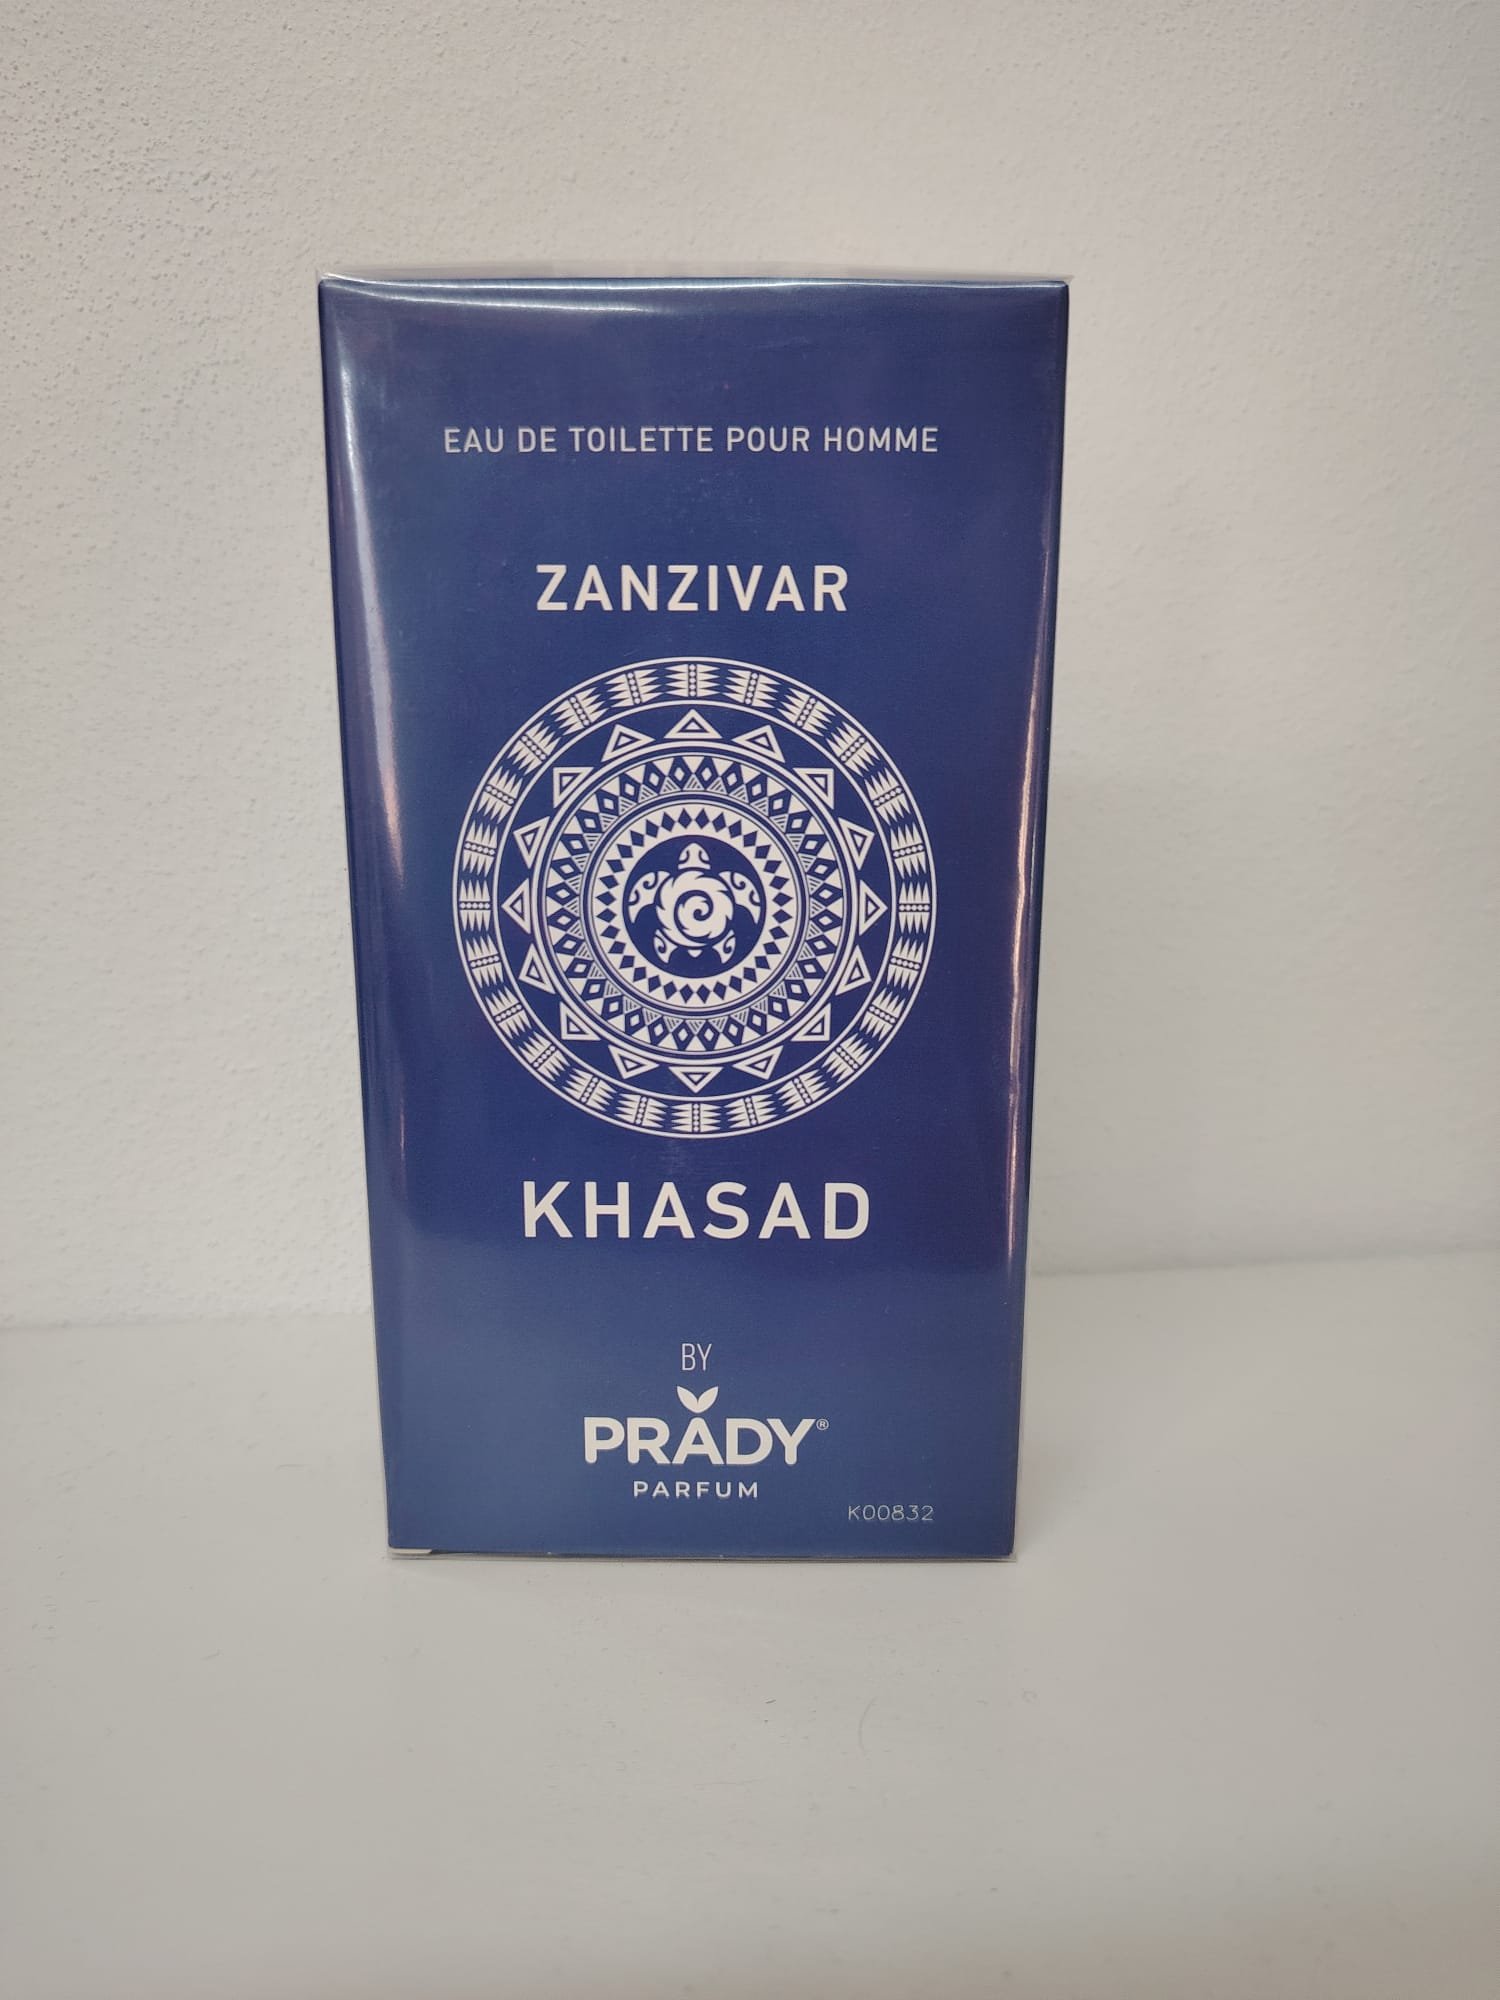 EAU DE TOILETTE POUR HOMME
ZANZIVAR
KHASAD
BY
PRADY®
PARFUM
K00832